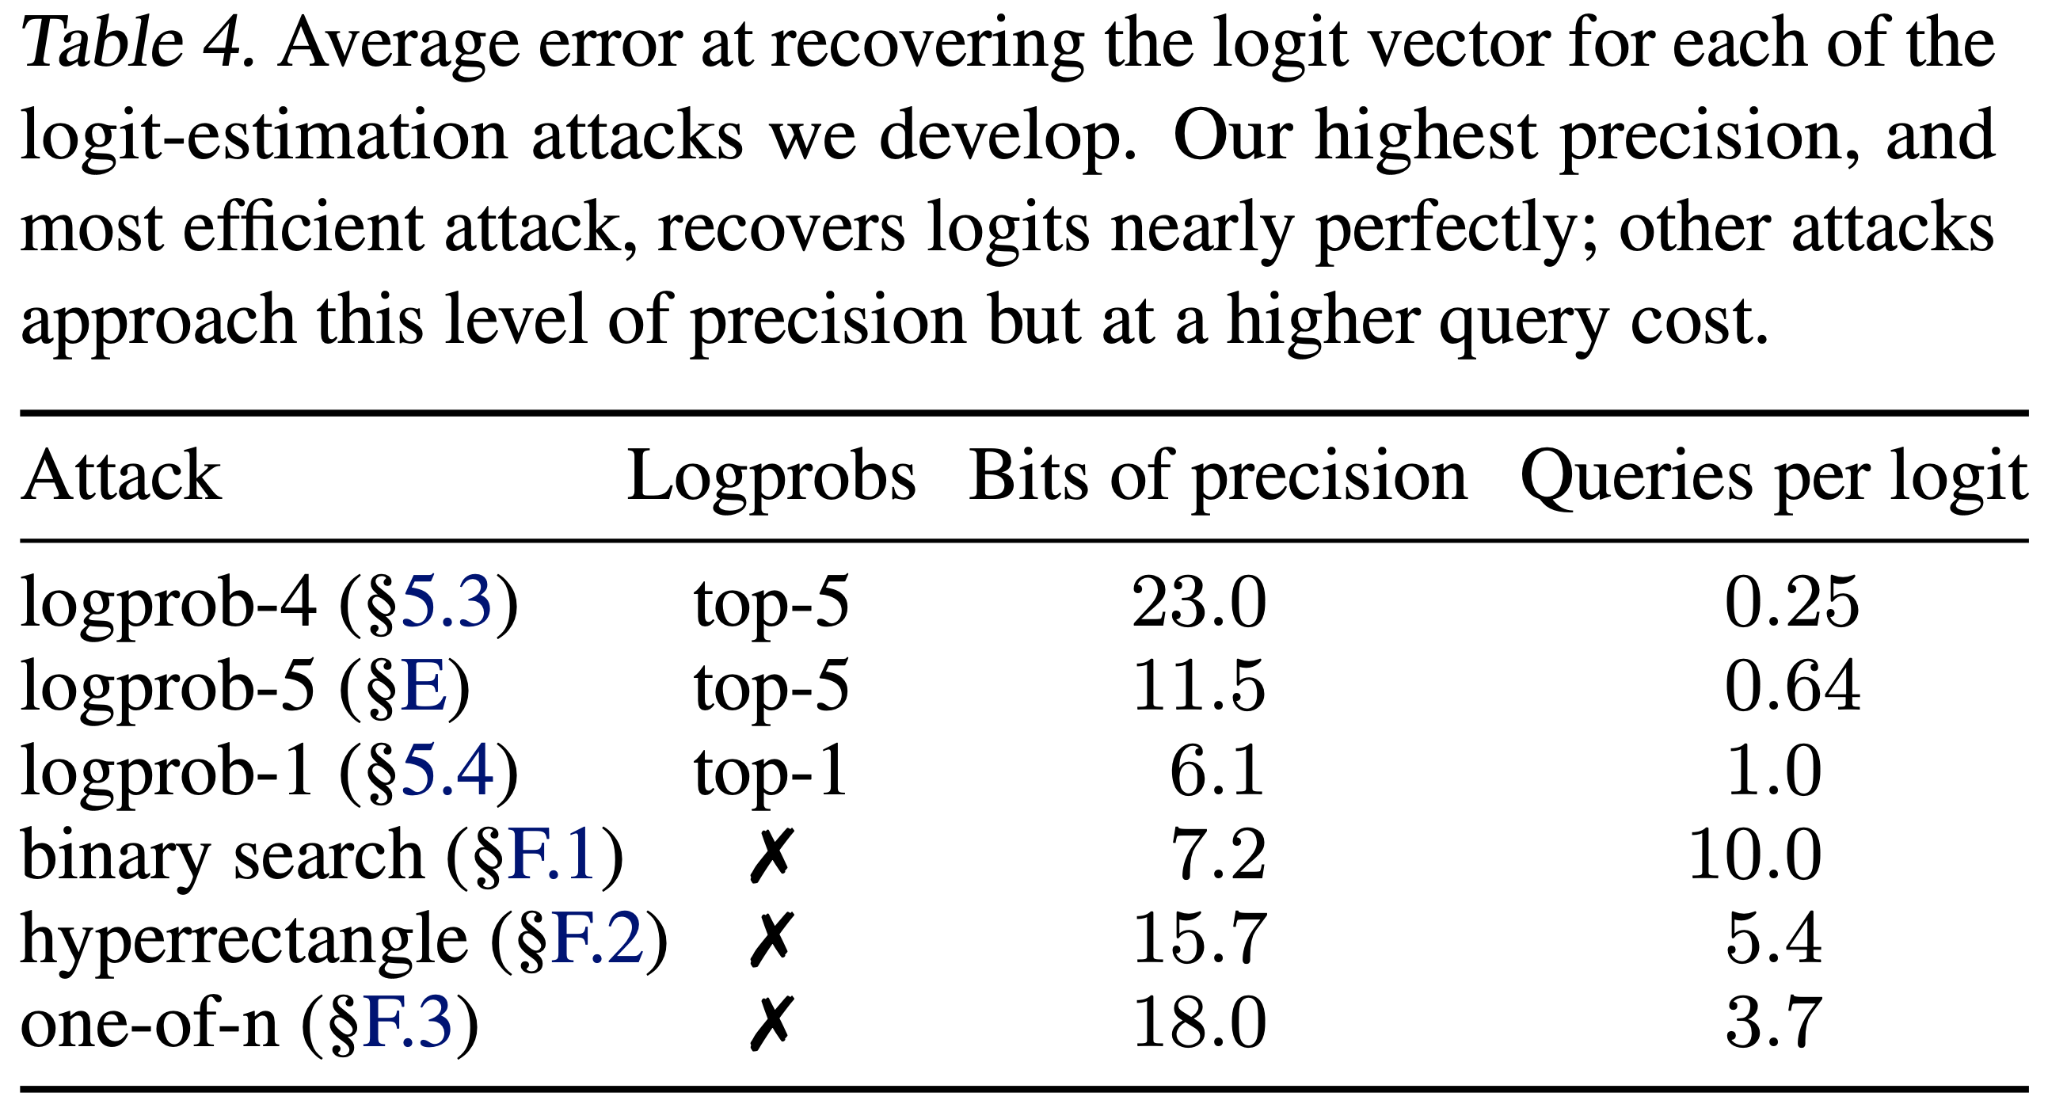 Table 4. Average error at recovering the logit vector for each of the
logit-estimation attacks we develop. Our highest precision, and
most efficient attack, recovers logits nearly perfectly; other attacks
approach this level of precision but at a higher query cost.
Attack Logprobs Bits of precision Queries per logit
logprob-4 (§5.3) top-5 23.0 0.25
logprob-5 (§E) top-5 11.5 0.64
logprob-1 (§5.4) top-1 6.1 1.0
binary search (§F.1) ✗ 7.2 10.0
hyperrectangle (§F.2) ✗ 15.7 5.4
one-of-n (§F.3) ✗ 18.0 3.7